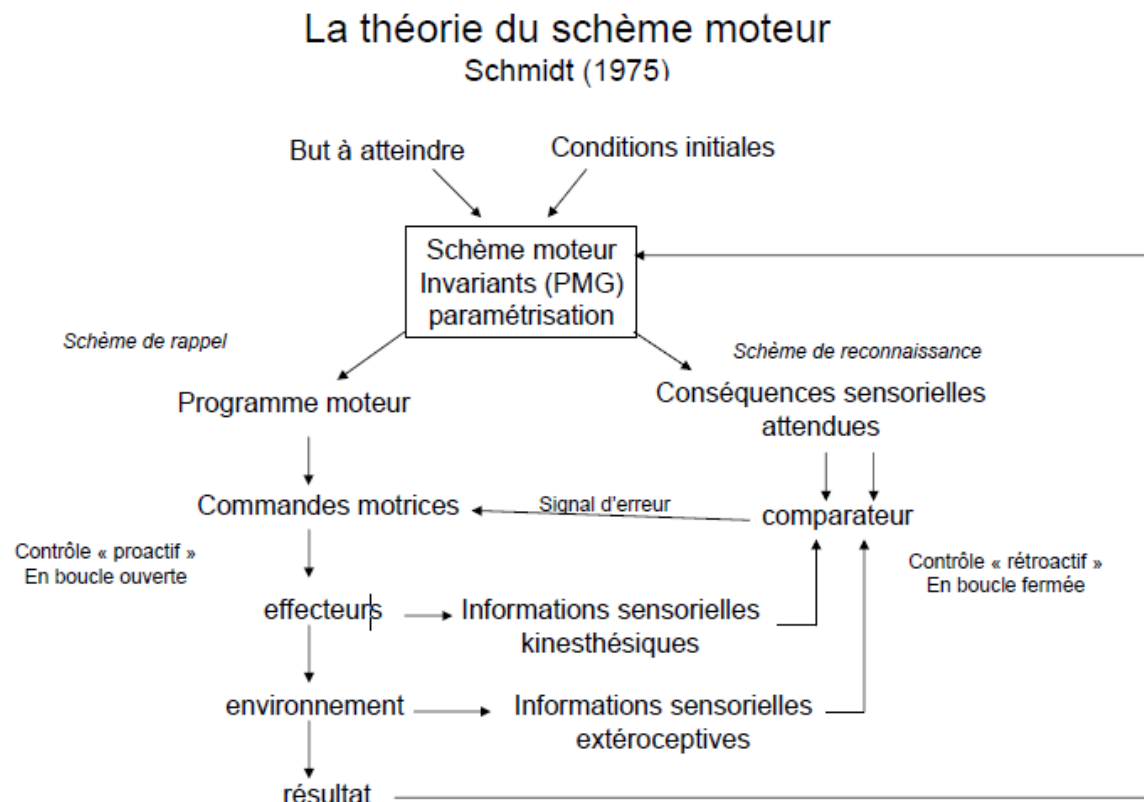 La théorie du schème moteur
Schmidt (1975)
But à atteindre
Conditions initiales
Schème moteur
Invariants (PMG)
paramétrisation
Schème de rappel
Schème de reconnaissance
Programme moteur
Conséquences sensorielles
attendues
Commandes motrices
Signal d'erreur
comparateur
Contrôle « proactif »
En boucle ouverte
Contrôle « rétroactif »
En boucle fermée
effecteurs
Informations sensorielles
kinesthésiques
environnement
Informations sensorielles
extéroceptives
résultat